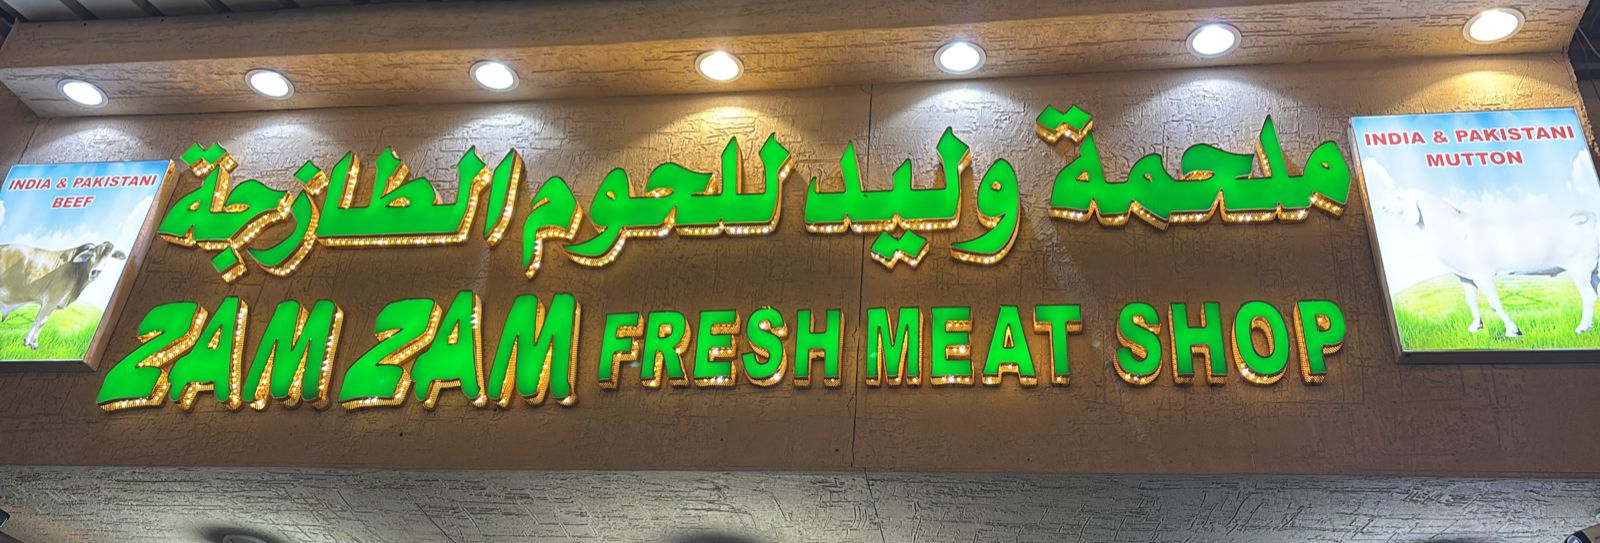 ملحمة وليد للحوم الطازجة
ZAM ZAM FRESH MEAT SHOP
INDIA & PAKISTANI
BEEF
INDIA & PAKISTANI
MUTTON